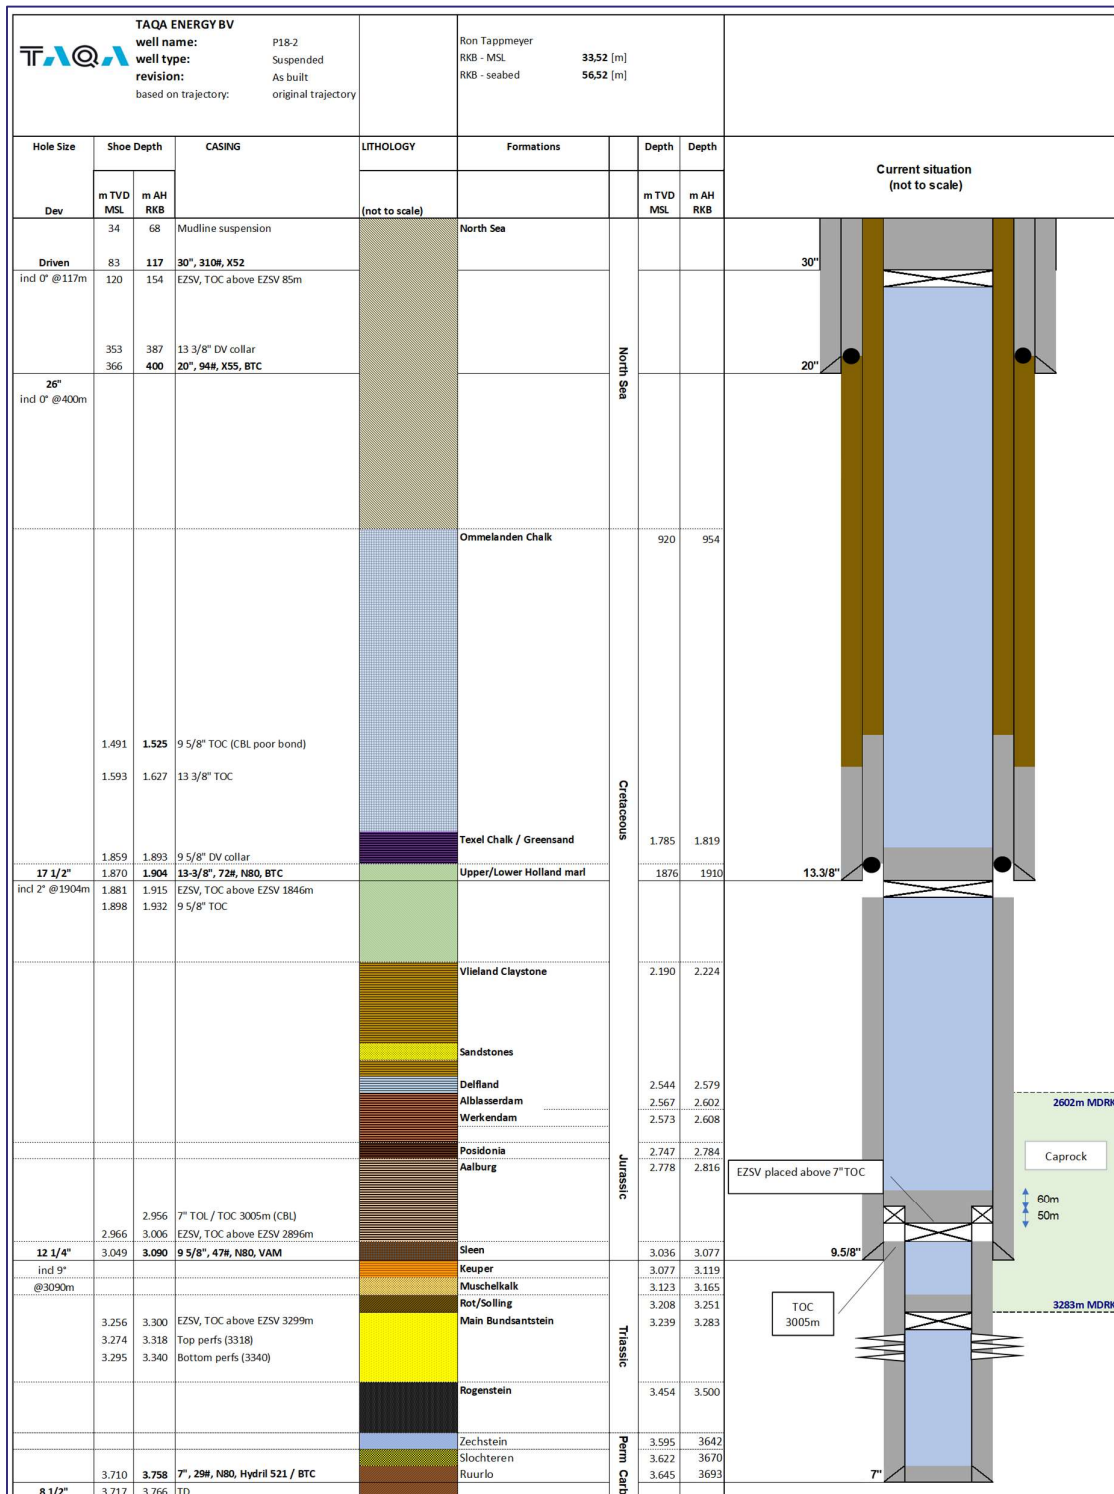 TAQA
TAQA ENERGY BV
well name: P18-2
well type: Suspended
revision: As built
based on trajectory: original trajectory
Ron Tappmeyer
RKB - MSL 33,52 [m]
RKB - seabed 56,52 [m]
Hole Size Shoe Depth CASING LITHOLOGY Formations Depth Depth
Current situation
(not to scale)
Dev m TVD MSL m AH RKB (not to scale) m TVD MSL m AH RKB
34 68 Mudline suspension North Sea
Driven 83 117 30", 310#, X52 30"
incl 0° @117m 120 154 EZSV, TOC above EZSV 85m
353 387 13 3/8" DV collar
366 400 20", 94#, X55, BTC 20"
North Sea
26"
incl 0° @400m
Ommelanden Chalk 920 954
1.491 1.525 9 5/8" TOC (CBL poor bond)
1.593 1.627 13 3/8" TOC
Cretaceous
Texel Chalk / Greensand 1.785 1.819
1.859 1.893 9 5/8" DV collar
17 1/2" 1.870 1.904 13-3/8", 72#, N80, BTC Upper/Lower Holland marl 1876 1910 13.3/8"
incl 2° @1904m 1.881 1.915 EZSV, TOC above EZSV 1846m
1.898 1.932 9 5/8" TOC
Vlieland Claystone 2.190 2.224
Sandstones
Delfland 2.544 2.579
Alblasserdam 2.567 2.602 2602m MDRK
Werkendam 2.573 2.608
Posidonia 2.747 2.784
Caprock
Jurassic
Aalburg 2.778 2.816
EZSV placed above 7"TOC
60m
50m
2.956 7" TOL / TOC 3005m (CBL)
2.966 3.006 EZSV, TOC above EZSV 2896m
12 1/4" 3.049 3.090 9 5/8", 47#, N80, VAM Sleen 3.036 3.077 9.5/8"
incl 9° Keuper 3.077 3.119
@3090m Muschelkalk 3.123 3.165
Rot/Solling 3.208 3.251 3283m MDRK
TOC
3005m
3.256 3.300 EZSV, TOC above EZSV 3299m Main Bundsantstein 3.239 3.283
3.274 3.318 Top perfs (3318)
3.295 3.340 Bottom perfs (3340)
Triassic
Rogenstein 3.454 3.500
Zechstein 3.595 3642
Slochteren 3.622 3670
Perm Carb
3.710 3.758 7", 29#, N80, Hydril 521 / BTC Ruurlo 3.645 3693 7"
8 1/2" 3.717 3.766 TD